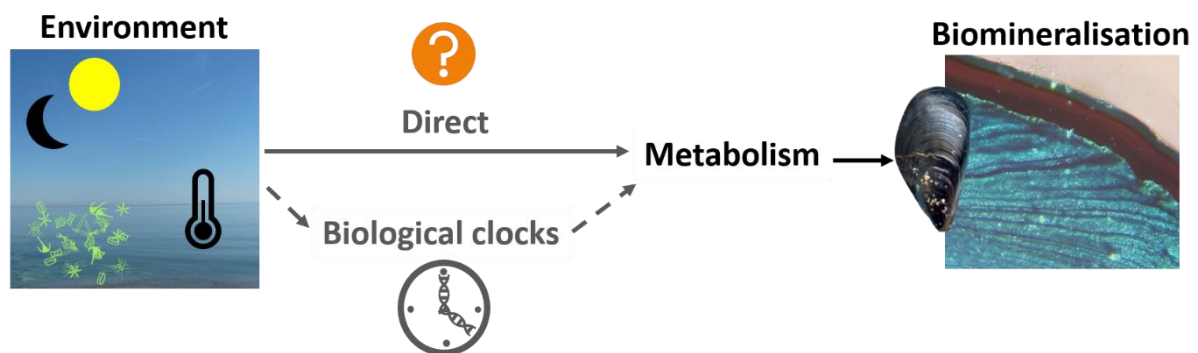 Environment
?
Direct
Biological clocks
Metabolism
Biomineralisation